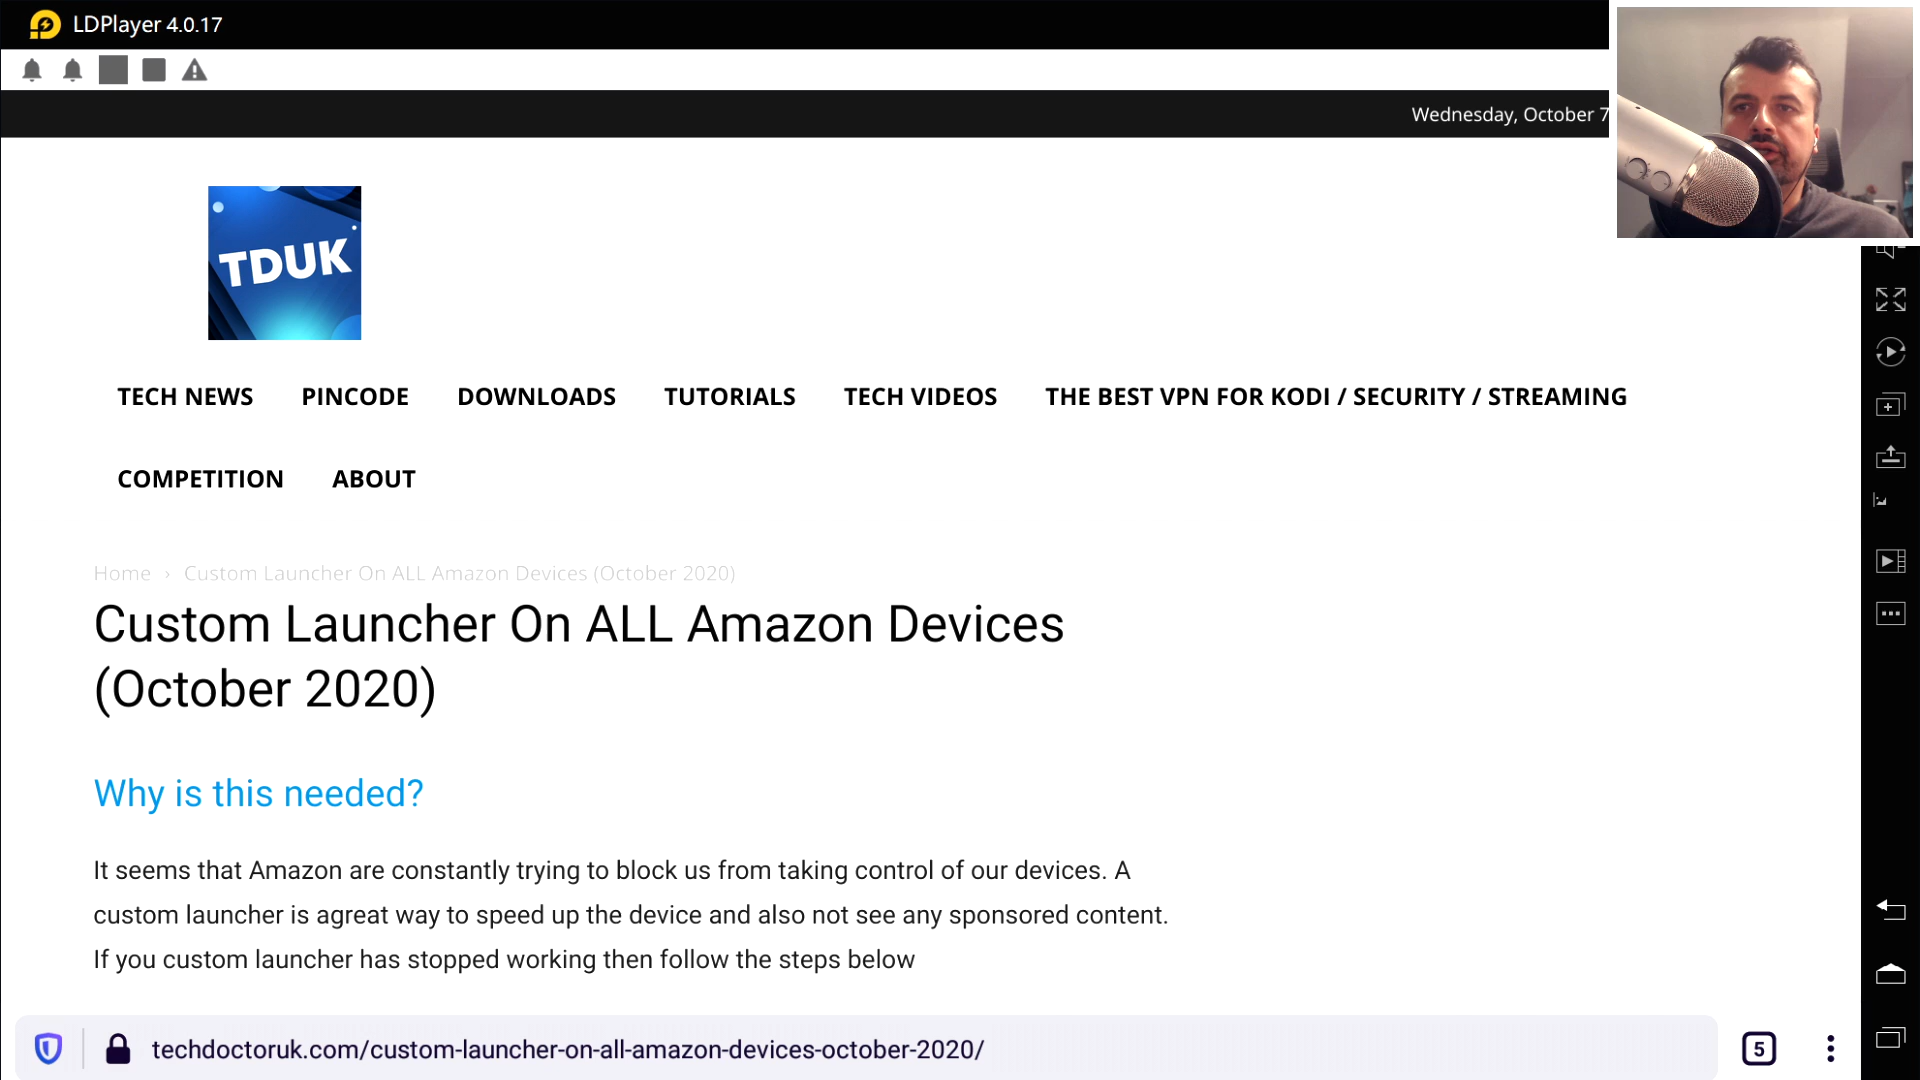 LDPlayer 4.0.17
Wednesday, October 7
TDUK
TECH NEWS PINCODE DOWNLOADS TUTORIALS TECH VIDEOS THE BEST VPN FOR KODI / SECURITY / STREAMING
COMPETITION ABOUT
Home › Custom Launcher On ALL Amazon Devices (October 2020)
Custom Launcher On ALL Amazon Devices
(October 2020)
Why is this needed?
It seems that Amazon are constantly trying to block us from taking control of our devices. A
custom launcher is agreat way to speed up the device and also not see any sponsored content.
If you custom launcher has stopped working then follow the steps below
techdoctoruk.com/custom-launcher-on-all-amazon-devices-october-2020/
5